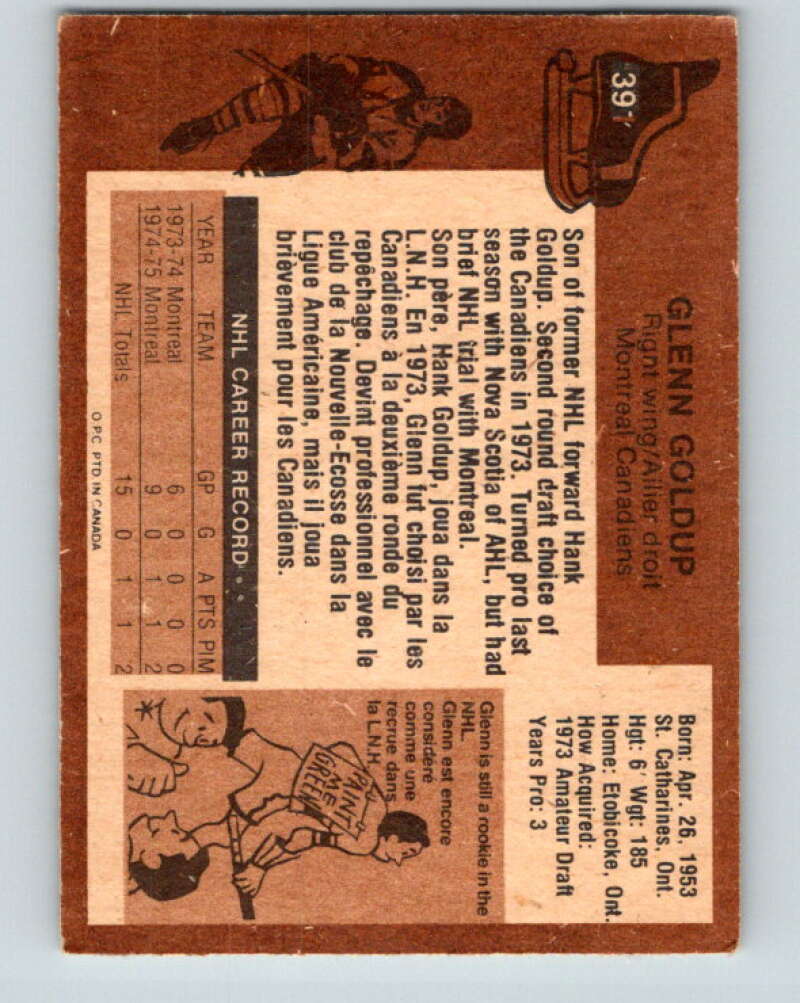 391
GLENN GOLDUP
Right wing/Ailier droit
Montreal Canadiens
Born: Apr. 26, 1953
St. Catharines, Ont.
Hgt: 6' Wgt: 185
Home: Etobicoke, Ont.
How Acquired:
1973 Amateur Draft
Years Pro: 3
Son of former NHL forward Hank
Goldup. Second round draft choice of
the Canadiens in 1973. Turned pro last
season with Nova Scotia of AHL, but had
brief NHL trial with Montreal.
Son père, Hank Goldup, joua dans la
L.N.H. En 1973, Glenn fut choisi par les
Canadiens à la deuxième ronde du
repêchage. Devint professionnel avec le
club de la Nouvelle-Ecosse dans la
Ligue Américaine, mais il joua
brièvement pour les Canadiens.
NHL CAREER RECORD
YEAR TEAM GP G A PTS PIM
1973-74 Montreal 6 0 0 0 0
1974-75 Montreal 9 0 1 1 2
NHL Totals 15 0 1 1 2
Glenn is still a rookie in the
NHL.
Glenn est encore
considéré
comme une
recrue dans
la L.N.H.
PAINT
ME
GREEN
O.P.C. PTD IN CANADA